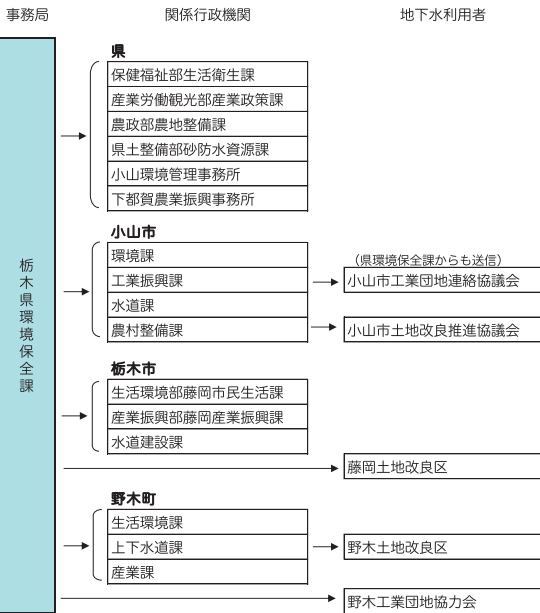 事務局
関係行政機関
地下水利用者
栃木県環境保全課
県
保健福祉部生活衛生課
産業労働観光部産業政策課
農政部農地整備課
県土整備部砂防水資源課
小山環境管理事務所
下都賀農業振興事務所
小山市
環境課
工業振興課
水道課
農村整備課
(県環境保全課からも送信)
小山市工業団地連絡協議会
小山市土地改良推進協議会
栃木市
生活環境部藤岡市民生活課
産業振興部藤岡産業振興課
水道建設課
藤岡土地改良区
野木町
生活環境課
上下水道課
産業課
野木土地改良区
野木工業団地協力会